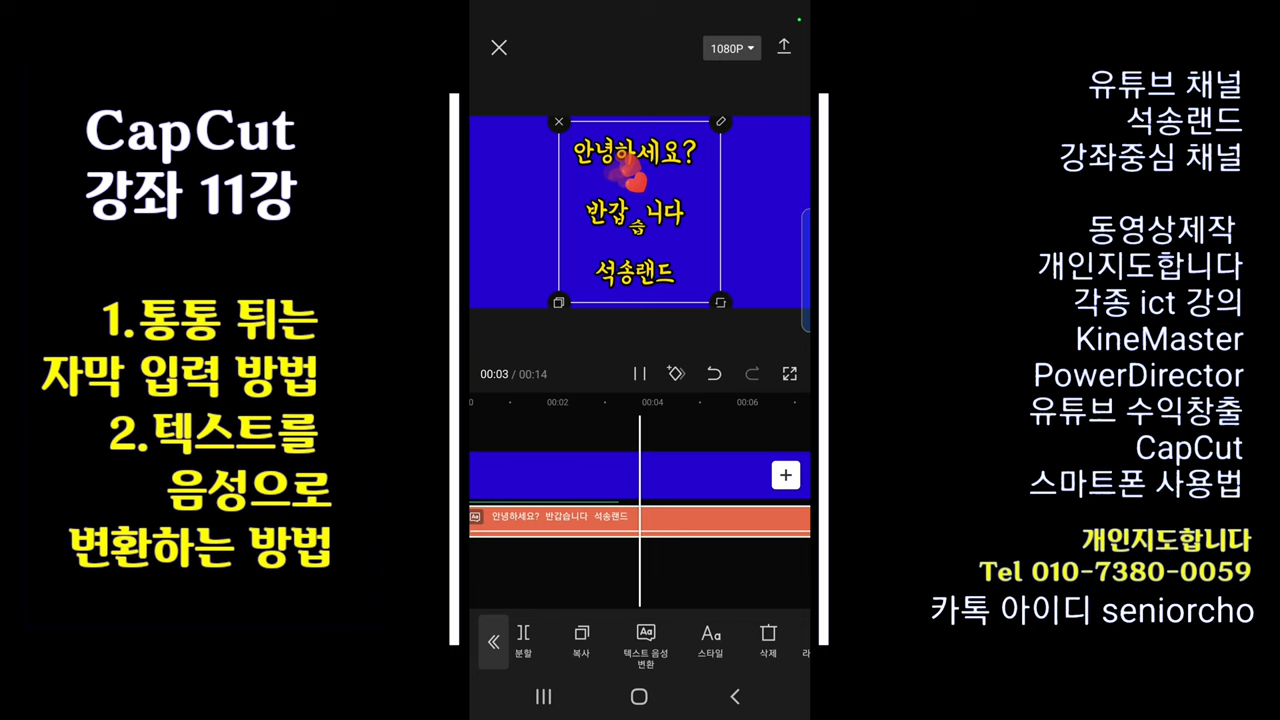 CapCut
강좌 11강
1.통통 튀는
자막 입력 방법
2.텍스트를
음성으로
변환하는 방법
1080P
안녕하세요?
반갑습니다
석송랜드
00:03 / 00:14
0 00:02 00:04 00:06
Aa 안녕하세요? 반갑습니다 석송랜드
분할
복사
Aa
텍스트 음성
변환
Aa
스타일
삭제
유튜브 채널
석송랜드
강좌중심 채널
동영상제작
개인지도합니다
각종 ict 강의
KineMaster
PowerDirector
유튜브 수익창출
CapCut
스마트폰 사용법
개인지도합니다
Tel 010-7380-0059
카톡 아이디 seniorcho